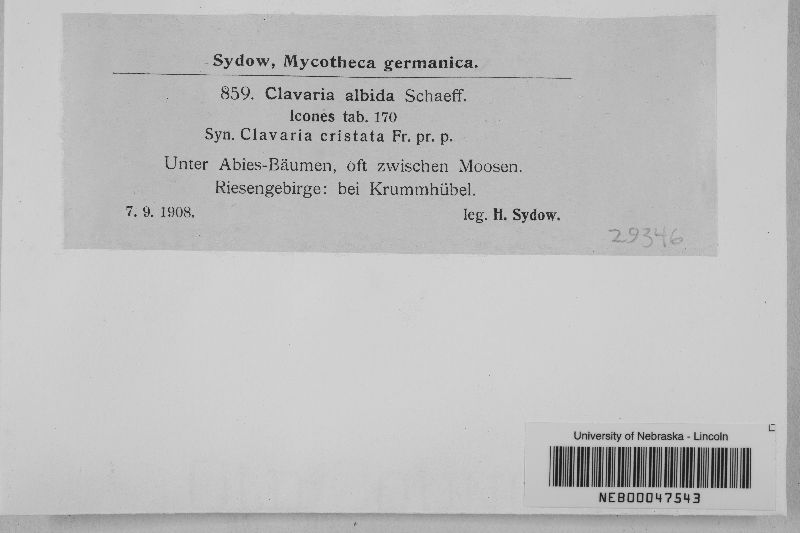 Sydow, Mycotheca germanica.
859. Clavaria albida Schaeff.
Icones tab. 170
Syn. Clavaria cristata Fr. pr. p.
Unter Abies-Bäumen, oft zwischen Moosen.
Riesengebirge: bei Krummhübel.
7. 9. 1908. leg. H. Sydow.
29346
University of Nebraska - Lincoln
NEB00047543